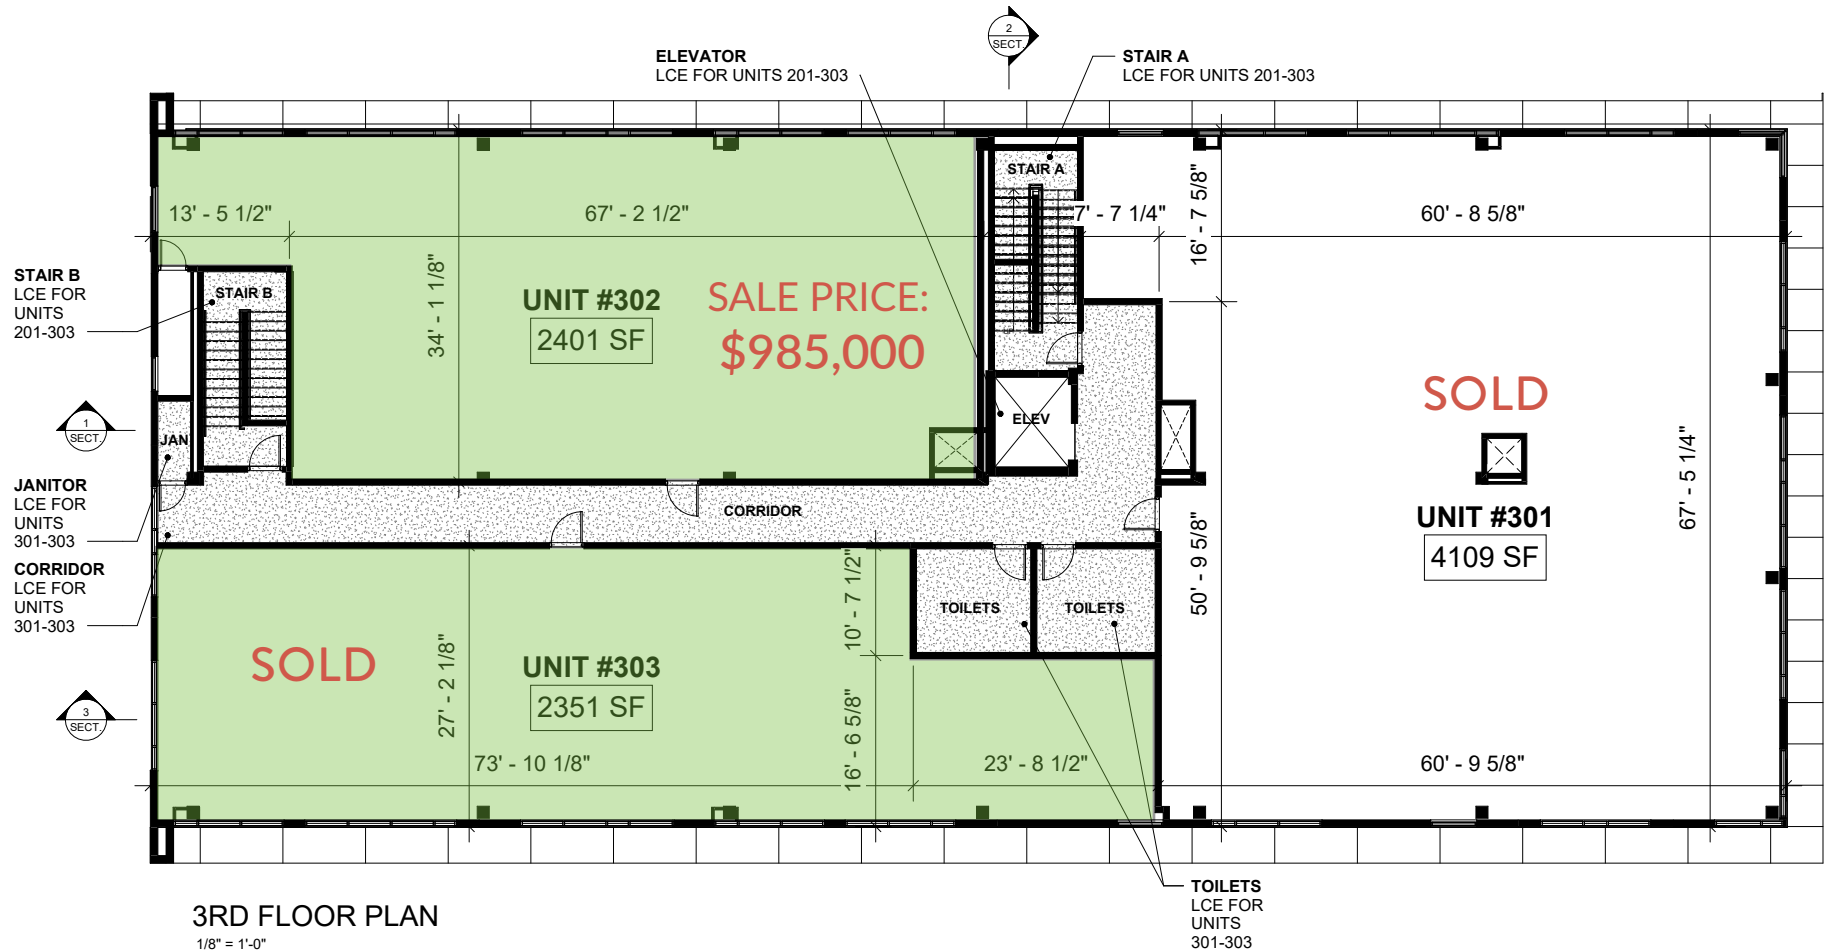 2
SECT.
ELEVATOR
LCE FOR UNITS 201-303
STAIR A
LCE FOR UNITS 201-303
STAIR A
13' - 5 1/2"
67' - 2 1/2"
7' - 7 1/4"
16' - 7 5/8"
60' - 8 5/8"
STAIR B
LCE FOR
UNITS
201-303
STAIR B
34' - 1 1/8"
UNIT #302
2401 SF
SALE PRICE:
$985,000
SOLD
1
SECT.
JAN
ELEV
67' - 5 1/4"
JANITOR
LCE FOR
UNITS
301-303
CORRIDOR
UNIT #301
4109 SF
CORRIDOR
LCE FOR
UNITS
301-303
10' - 7 1/2"
50' - 9 5/8"
TOILETS
TOILETS
SOLD
27' - 2 1/8"
UNIT #303
2351 SF
3
SECT.
16' - 6 5/8"
73' - 10 1/8"
23' - 8 1/2"
60' - 9 5/8"
TOILETS
LCE FOR
UNITS
301-303
3RD FLOOR PLAN
1/8" = 1'-0"